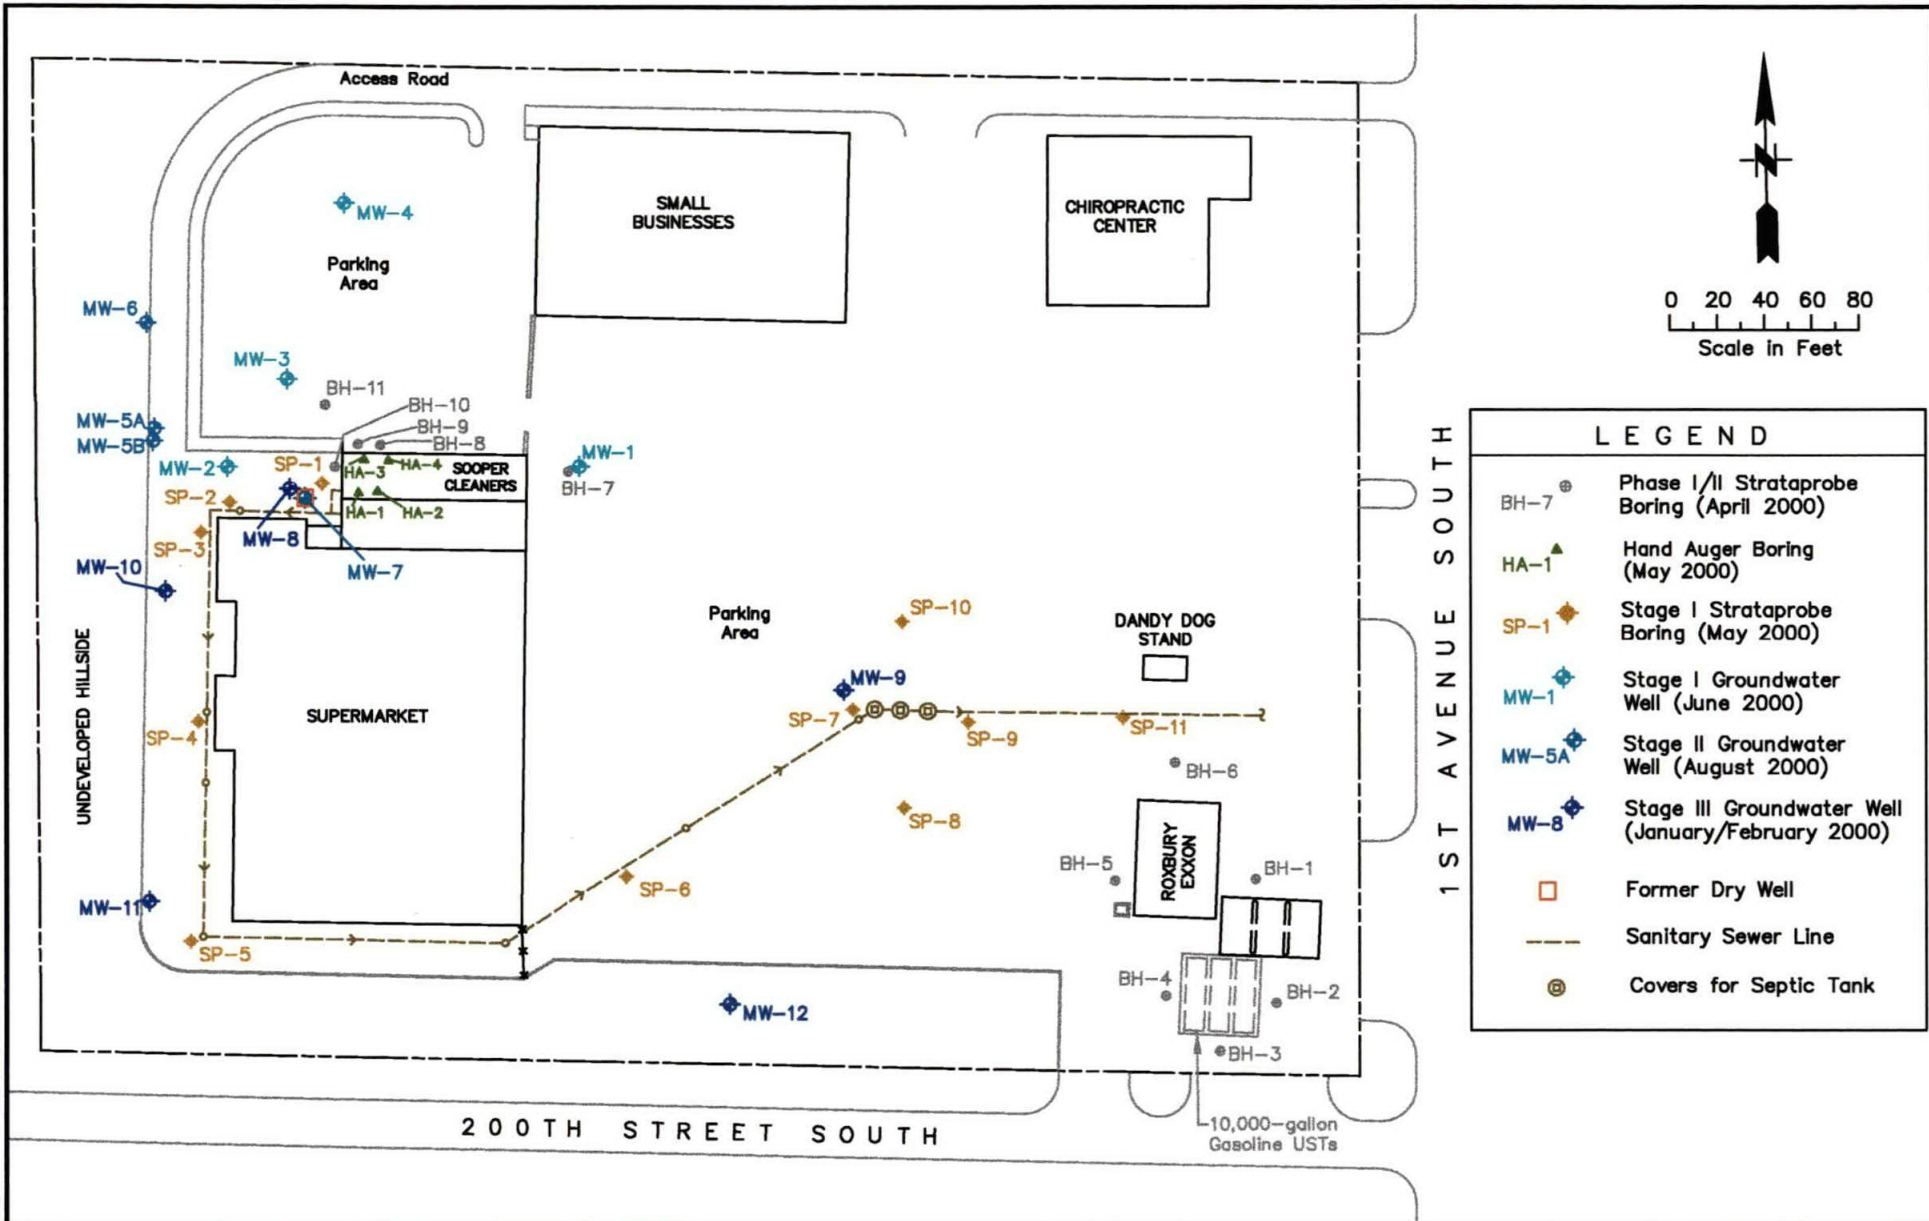 Access Road
MW-4
Parking
Area
SMALL
BUSINESSES
CHIROPRACTIC
CENTER
N
0 20 40 60 80
Scale in Feet
MW-6
MW-3
BH-11
BH-10
BH-9
BH-8
MW-5A
MW-5B
MW-2
SP-1
HA-3
HA-4
SOOPER
CLEANERS
MW-1
BH-7
SP-2
HA-1
HA-2
MW-8
SP-3
MW-7
MW-10
UNDEVELOPED HILLSIDE
SUPERMARKET
SP-4
MW-11
SP-5
Parking
Area
SP-10
DANDY DOG
STAND
MW-9
SP-7
SP-9
SP-11
BH-6
SP-8
SP-6
BH-5
ROXBURY
EXXON
BH-1
BH-4
BH-2
BH-3
MW-12
10,000-gallon
Gasoline USTs
200TH STREET SOUTH
1ST AVENUE SOUTH
LEGEND
BH-7
Phase I/II Strataprobe
Boring (April 2000)
HA-1
Hand Auger Boring
(May 2000)
SP-1
Stage I Strataprobe
Boring (May 2000)
MW-1
Stage I Groundwater
Well (June 2000)
MW-5A
Stage II Groundwater
Well (August 2000)
MW-8
Stage III Groundwater Well
(January/February 2000)
Former Dry Well
Sanitary Sewer Line
Covers for Septic Tank